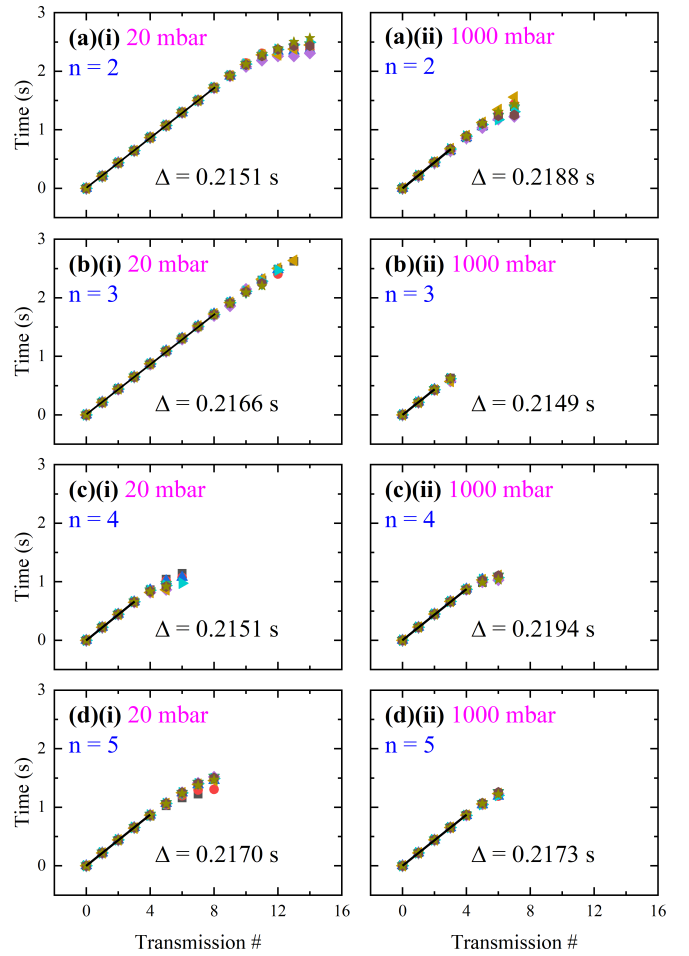 (a)(i) 20 mbar
n = 2
Δ = 0.2151 s
Time (s)
3
2
1
0
(a)(ii) 1000 mbar
n = 2
Δ = 0.2188 s
(b)(i) 20 mbar
n = 3
Δ = 0.2166 s
Time (s)
3
2
1
0
(b)(ii) 1000 mbar
n = 3
Δ = 0.2149 s
(c)(i) 20 mbar
n = 4
Δ = 0.2151 s
Time (s)
3
2
1
0
(c)(ii) 1000 mbar
n = 4
Δ = 0.2194 s
(d)(i) 20 mbar
n = 5
Δ = 0.2170 s
Time (s)
3
2
1
0
0 4 8 12 16
Transmission #
(d)(ii) 1000 mbar
n = 5
Δ = 0.2173 s
0 4 8 12 16
Transmission #